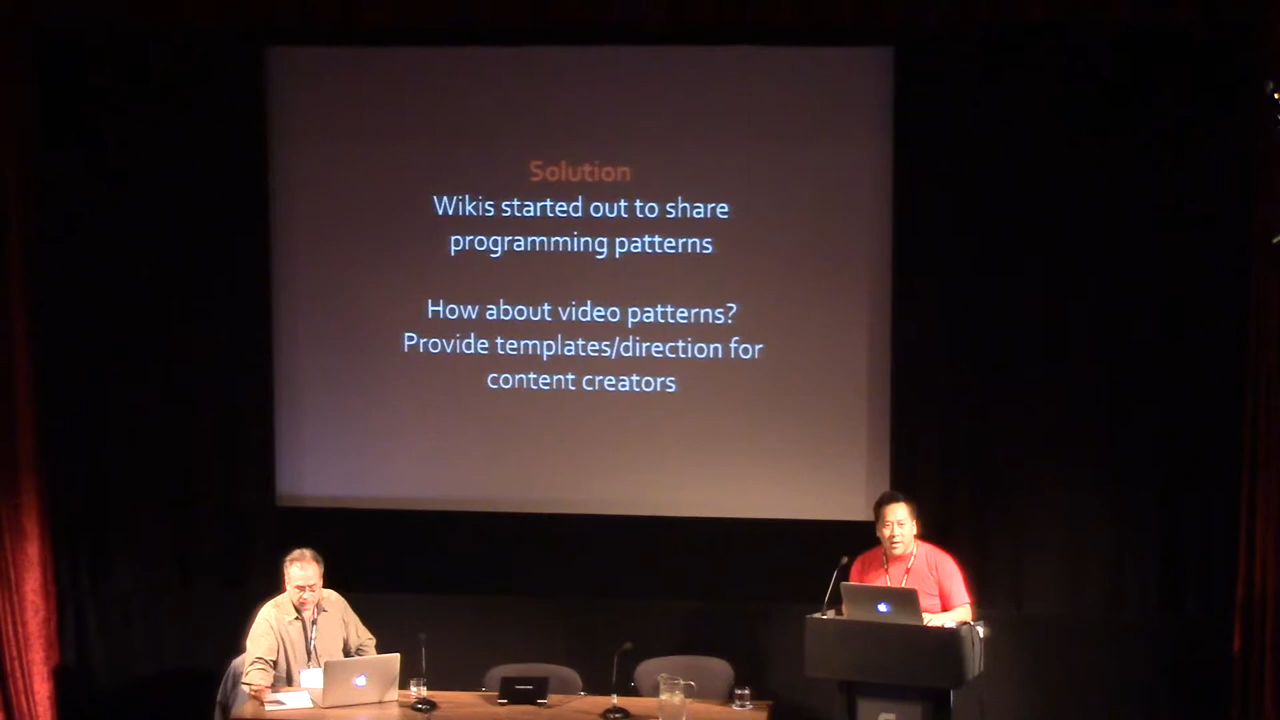 Solution
Wikis started out to share
programming patterns
How about video patterns?
Provide templates/direction for
content creators